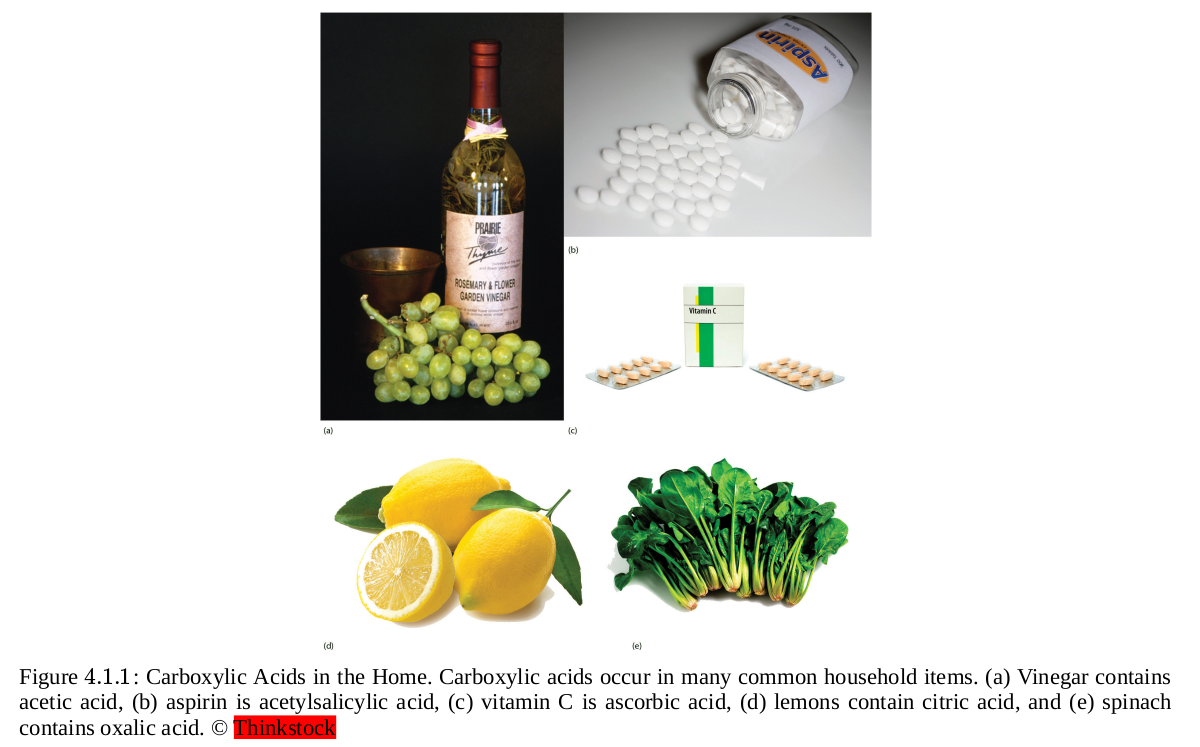 Aspirin
PRAIRIE
Thyme
ROSEMARY & FLOWER
GARDEN VINEGAR
(b)
Vitamin C
(a)
(c)
(d)
(e)
Figure 4.1.1: Carboxylic Acids in the Home. Carboxylic acids occur in many common household items. (a) Vinegar contains
acetic acid, (b) aspirin is acetylsalicylic acid, (c) vitamin C is ascorbic acid, (d) lemons contain citric acid, and (e) spinach
contains oxalic acid. © Thinkstock